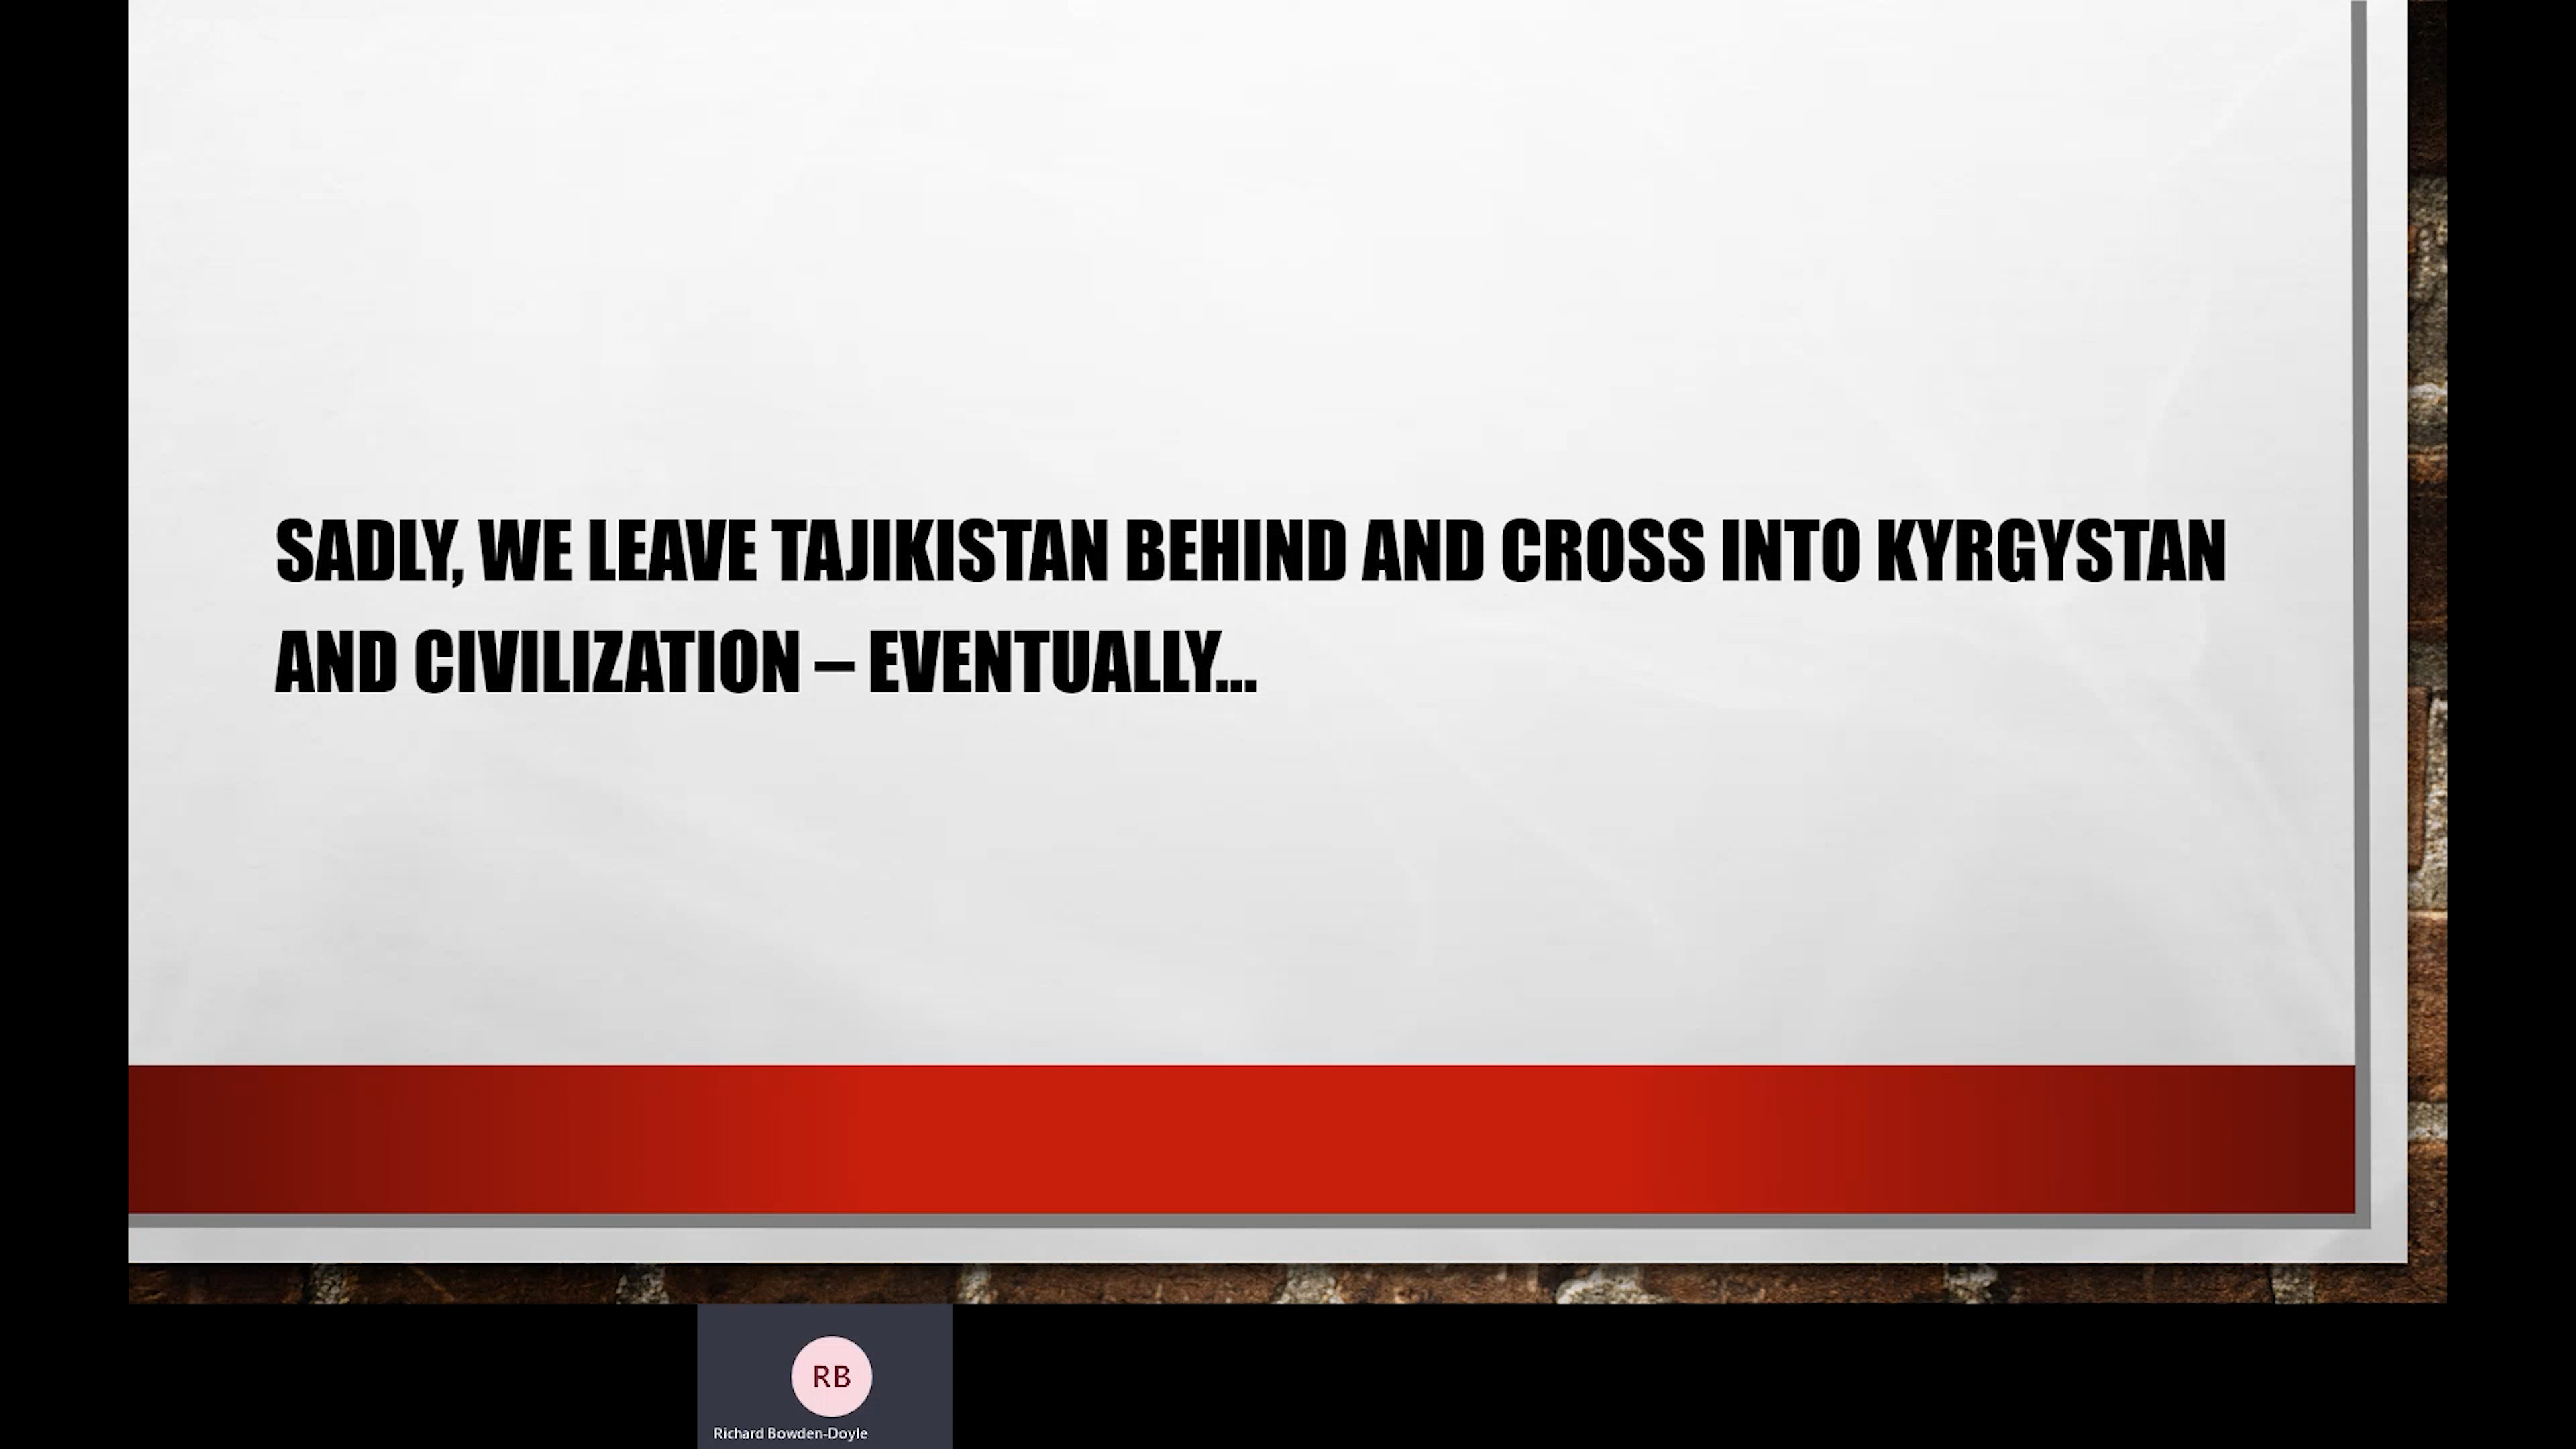 SADLY, WE LEAVE TAJIKISTAN BEHIND AND CROSS INTO KYRGYSTAN
AND CIVILIZATION – EVENTUALLY...
RB
Richard Bowden-Doyle